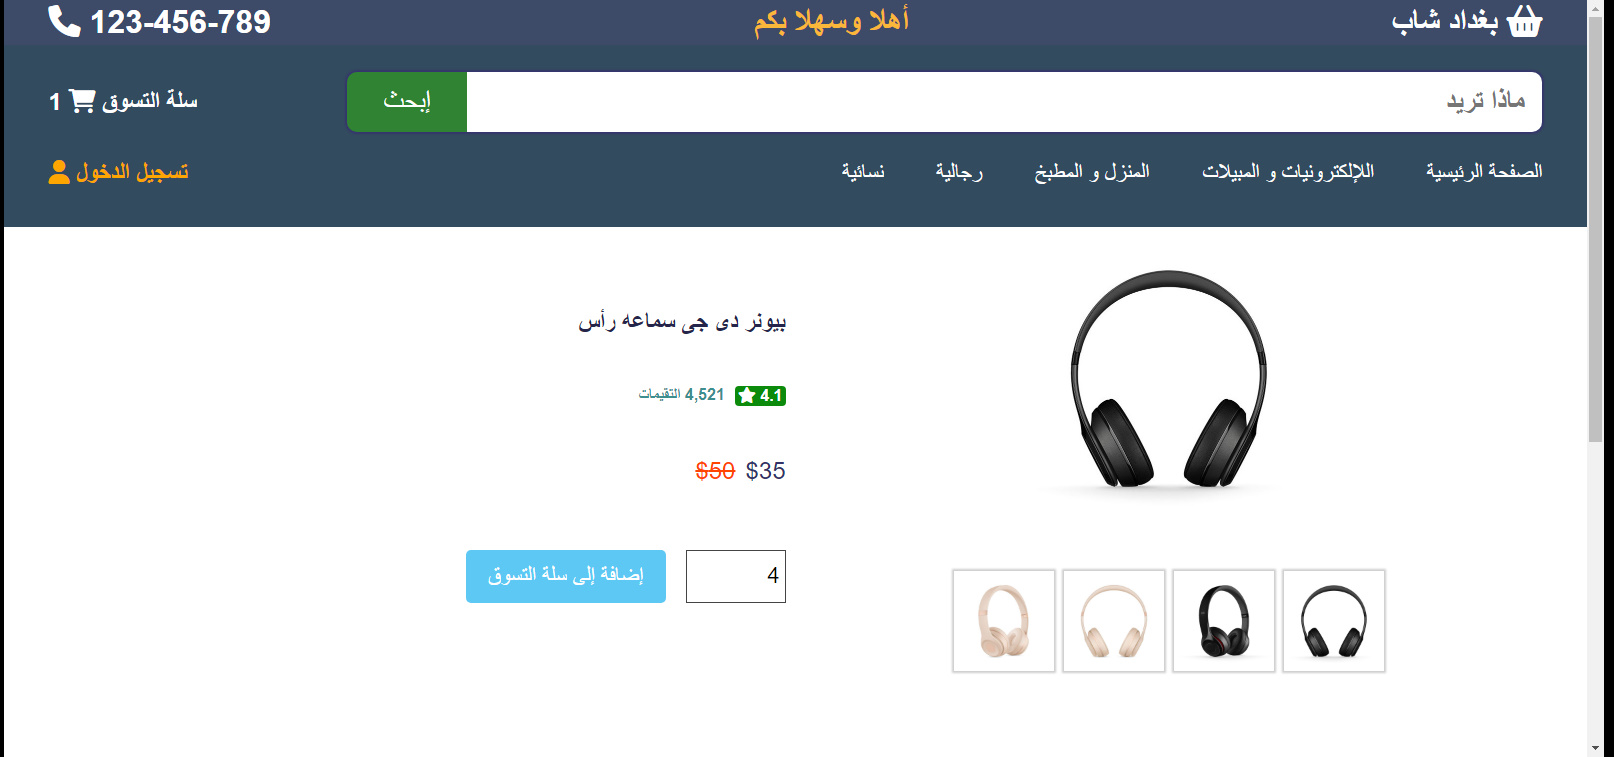 بغداد شاب
أهلا وسهلا بكم
123-456-789
ماذا تريد
إبحث
سلة التسوق 1
الصفحة الرئيسية
اللإلكترونيات و المبيلات
المنزل و المطبخ
رجالية
نسائية
تسجيل الدخول
بيونر دى جى سماعه رأس
4.1 4,521 التقيمات
$35 $50
4
إضافة إلى سلة التسوق